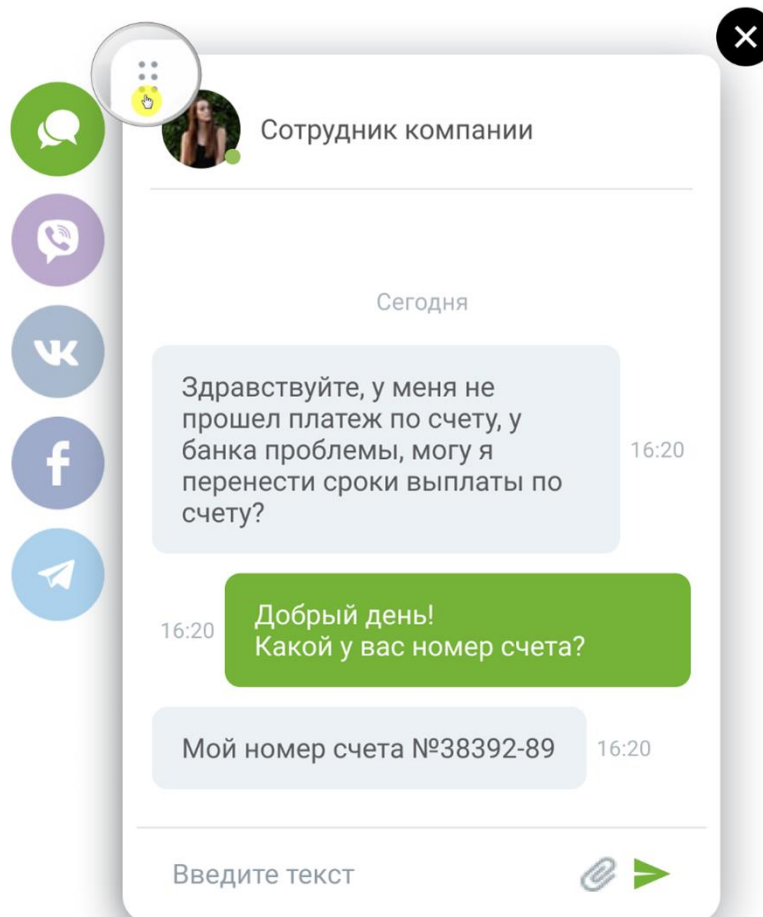 Сотрудник компании
Сегодня
Здравствуйте, у меня не
прошел платеж по счету, у
банка проблемы, могу я
перенести сроки выплаты по
счету?
16:20
Добрый день!
Какой у вас номер счета?
16:20
Мой номер счета №38392-89
16:20
Введите текст